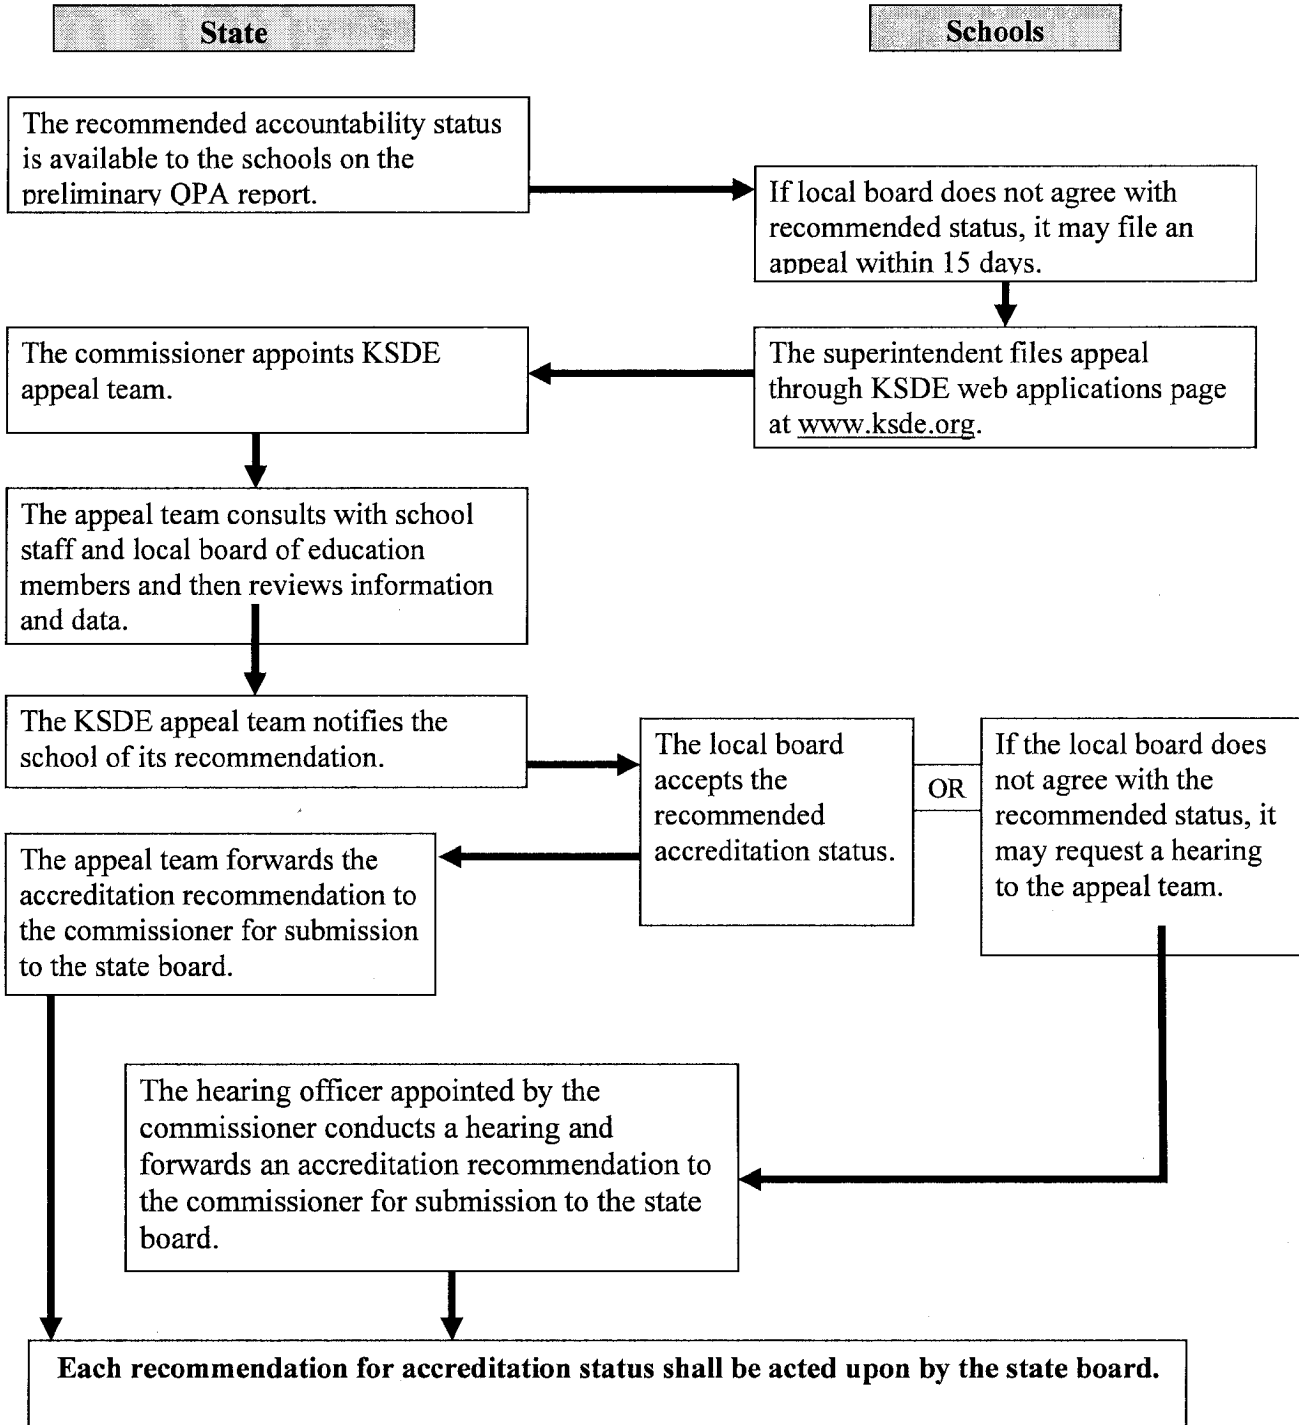 State
Schools
The recommended accountability status
is available to the schools on the
preliminary QPA report.
If local board does not agree with
recommended status, it may file an
appeal within 15 days.
The commissioner appoints KSDE
appeal team.
The superintendent files appeal
through KSDE web applications page
at www.ksde.org.
The appeal team consults with school
staff and local board of education
members and then reviews information
and data.
The KSDE appeal team notifies the
school of its recommendation.
The local board
accepts the
recommended
accreditation status.
OR
If the local board does
not agree with the
recommended status, it
may request a hearing
to the appeal team.
The appeal team forwards the
accreditation recommendation to
the commissioner for submission
to the state board.
The hearing officer appointed by the
commissioner conducts a hearing and
forwards an accreditation recommendation to
the commissioner for submission to the state
board.
Each recommendation for accreditation status shall be acted upon by the state board.